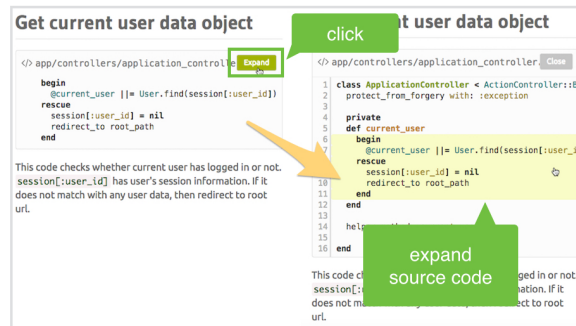 Get current user data object
</> app/controllers/application_controlle
Expand
begin
@current_user ||= User.find(session[:user_id])
rescue
session[:user_id] = nil
redirect_to root_path
end
This code checks whether current user has logged in or not.
session[:user_id] has user's session information. If it
does not match with any user data, then redirect to root
url.
click
nt user data object
</> app/controllers/application_controller.
Close
1 class ApplicationController < ActionController::B
2 protect_from_forgery with: :exception
3
4 private
5 def current_user
6 begin
7 @current_user ||= User.find(session[:user_i
rescue
session[:user_id] = nil
10 redirect_to root_path
11 end
12 end
13
14
15
16 end
expand
source code
This code ch
ged in or not.
session[:u
mation. If it
does not m
ect to root
url.